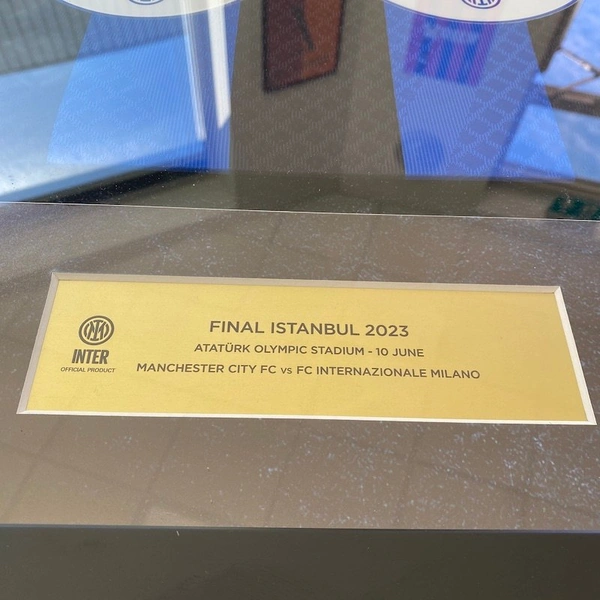 FINAL ISTANBUL 2023
ATATÜRK OLYMPIC STADIUM - 10 JUNE
MANCHESTER CITY FC vs FC INTERNAZIONALE MILANO
INTER
OFFICIAL PRODUCT